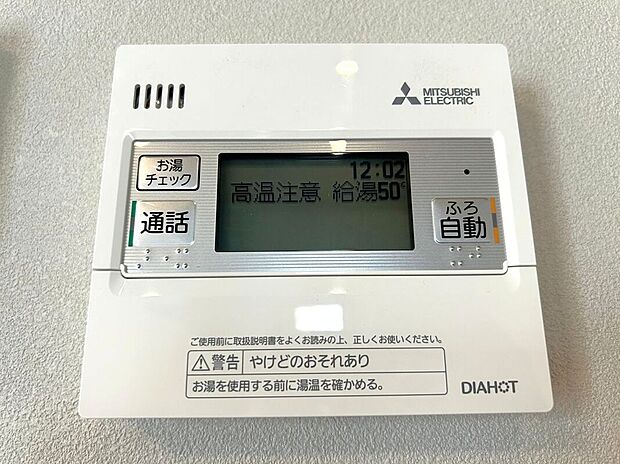 MITSUBISHI
ELECTRIC
お湯
チェック
12:02
高温注意 給湯50℃
通話
ふろ
自動
ご使用前に取扱説明書をよくお読みの上、正しくお使いください。
⚠警告 やけどのおそれあり
お湯を使用する前に湯温を確かめる。
DIAHOT